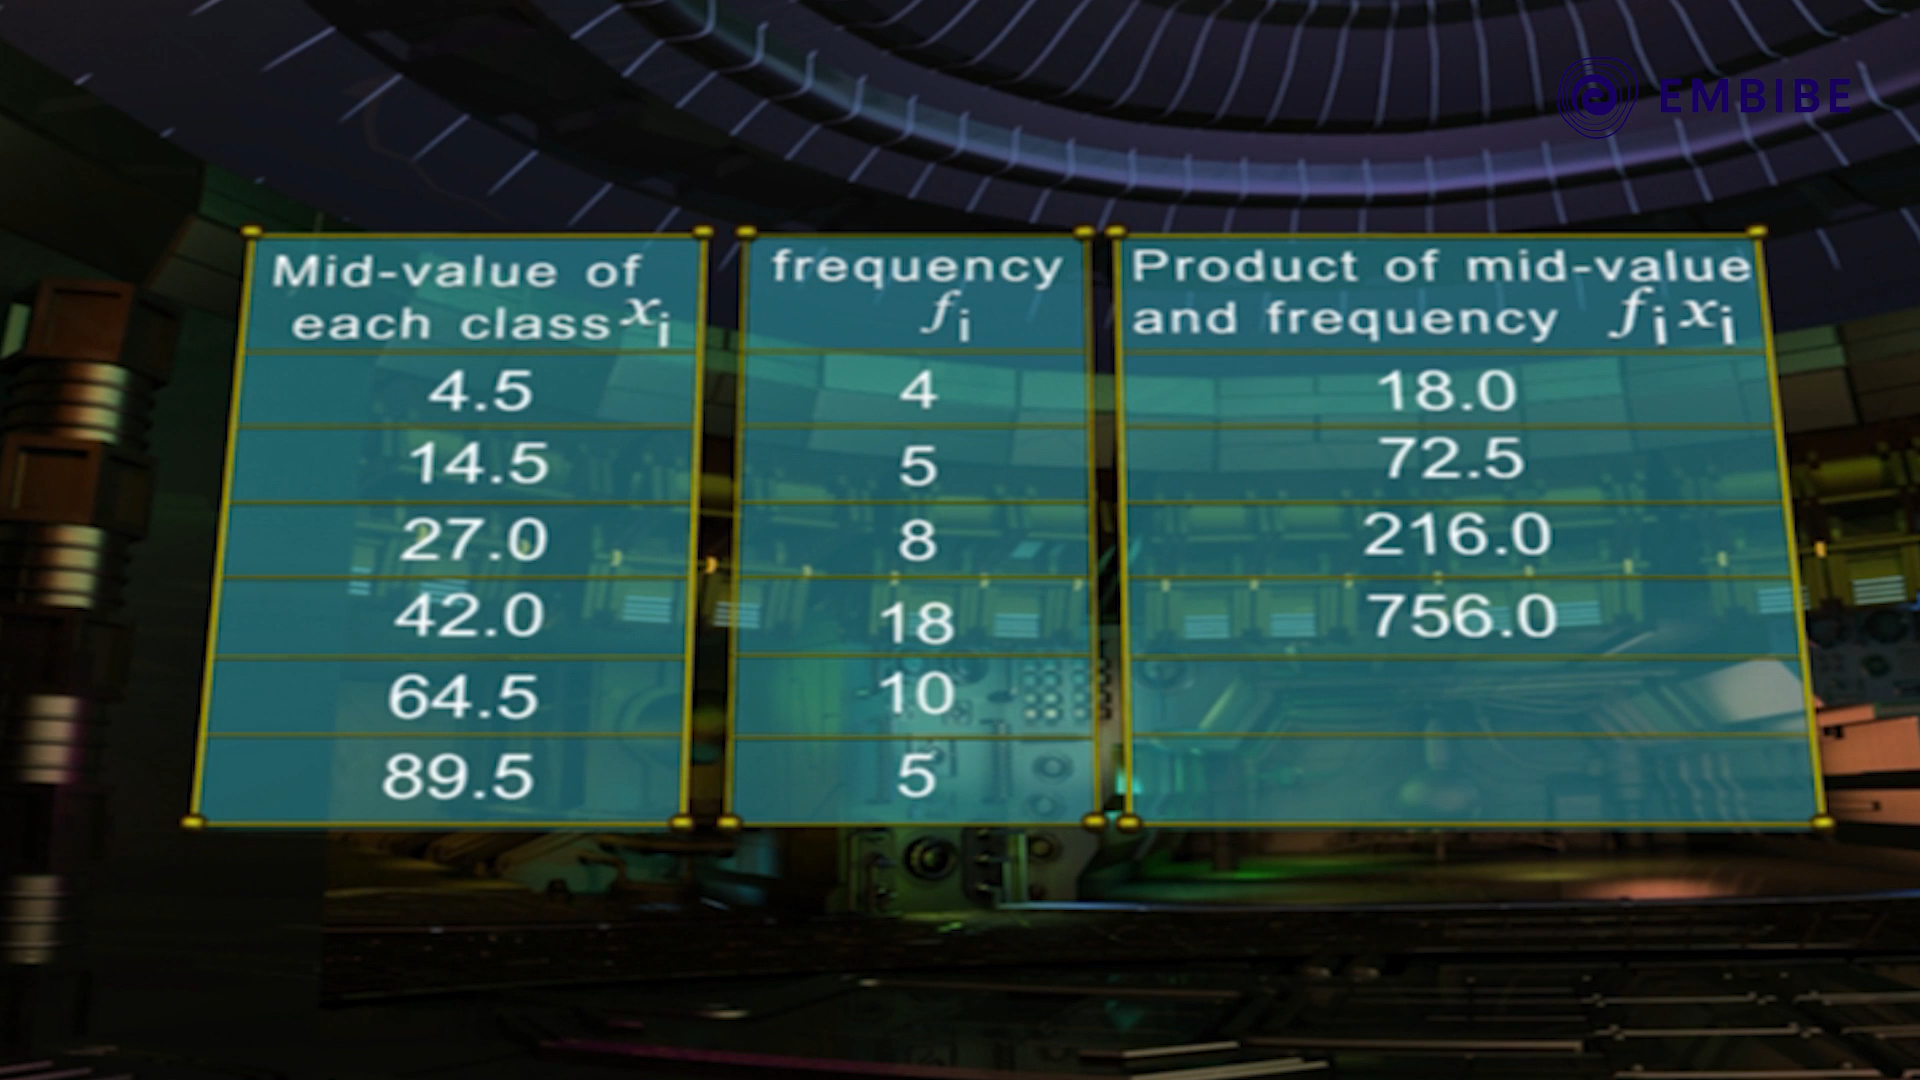 EMBIBE
Mid-value of
each class xi
frequency
fi
Product of mid-value
and frequency fi xi
4.5 4 18.0
14.5 5 72.5
27.0 8 216.0
42.0 18 756.0
64.5 10
89.5 5